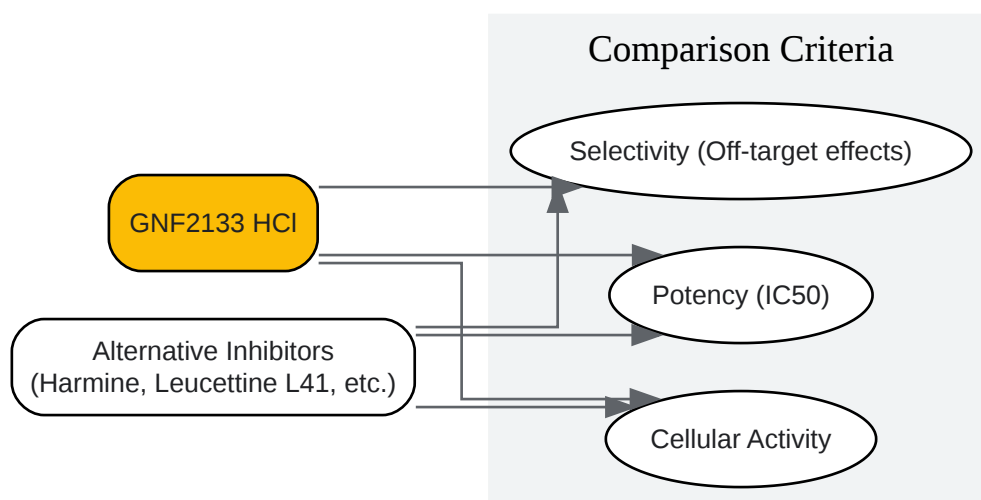 Comparison Criteria
Selectivity (Off-target effects)
GNF2133 HCl
Potency (IC50)
Alternative Inhibitors
(Harmine, Leucettine L41, etc.)
Cellular Activity